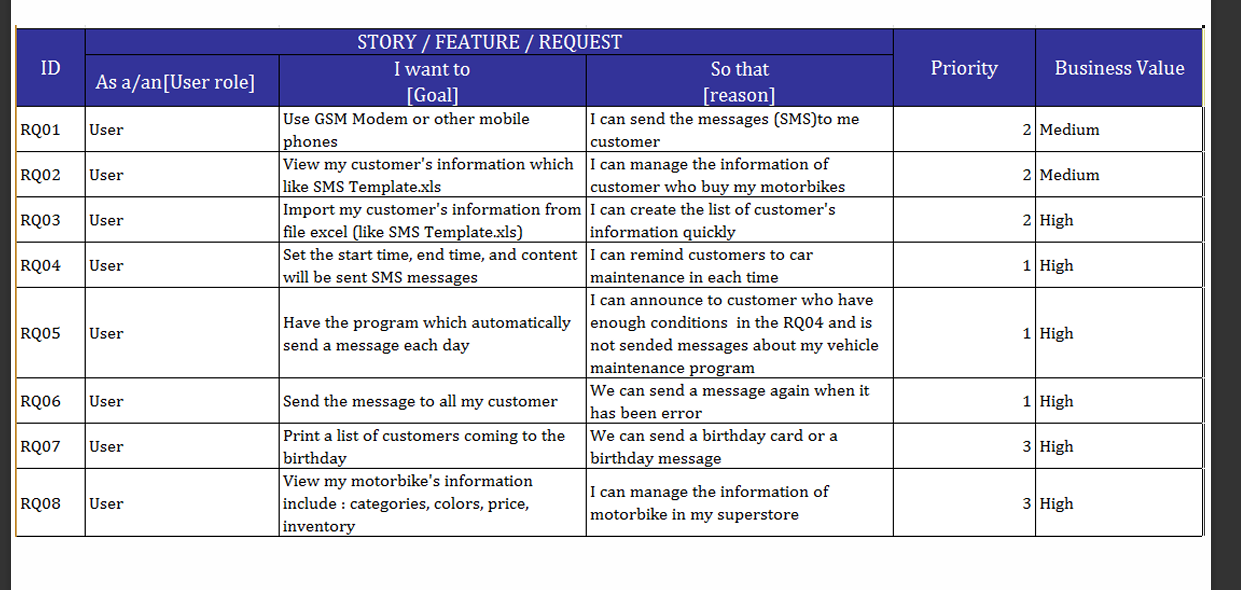 STORY / FEATURE / REQUEST
ID
As a/an[User role]
I want to
[Goal]
So that
[reason]
Priority
Business Value
RQ01
User
Use GSM Modem or other mobile
phones
I can send the messages (SMS)to me
customer
2
Medium
RQ02
User
View my customer's information which
like SMS Template.xls
I can manage the information of
customer who buy my motorbikes
2
Medium
RQ03
User
Import my customer's information from
file excel (like SMS Template.xls)
I can create the list of customer's
information quickly
2
High
RQ04
User
Set the start time, end time, and content
will be sent SMS messages
I can remind customers to car
maintenance in each time
1
High
RQ05
User
Have the program which automatically
send a message each day
I can announce to customer who have
enough conditions  in the RQ04 and is
not sended messages about my vehicle
maintenance program
1
High
RQ06
User
Send the message to all my customer
We can send a message again when it
has been error
1
High
RQ07
User
Print a list of customers coming to the
birthday
We can send a birthday card or a
birthday message
3
High
RQ08
User
View my motorbike's information
include : categories, colors, price,
inventory
I can manage the information of
motorbike in my superstore
3
High